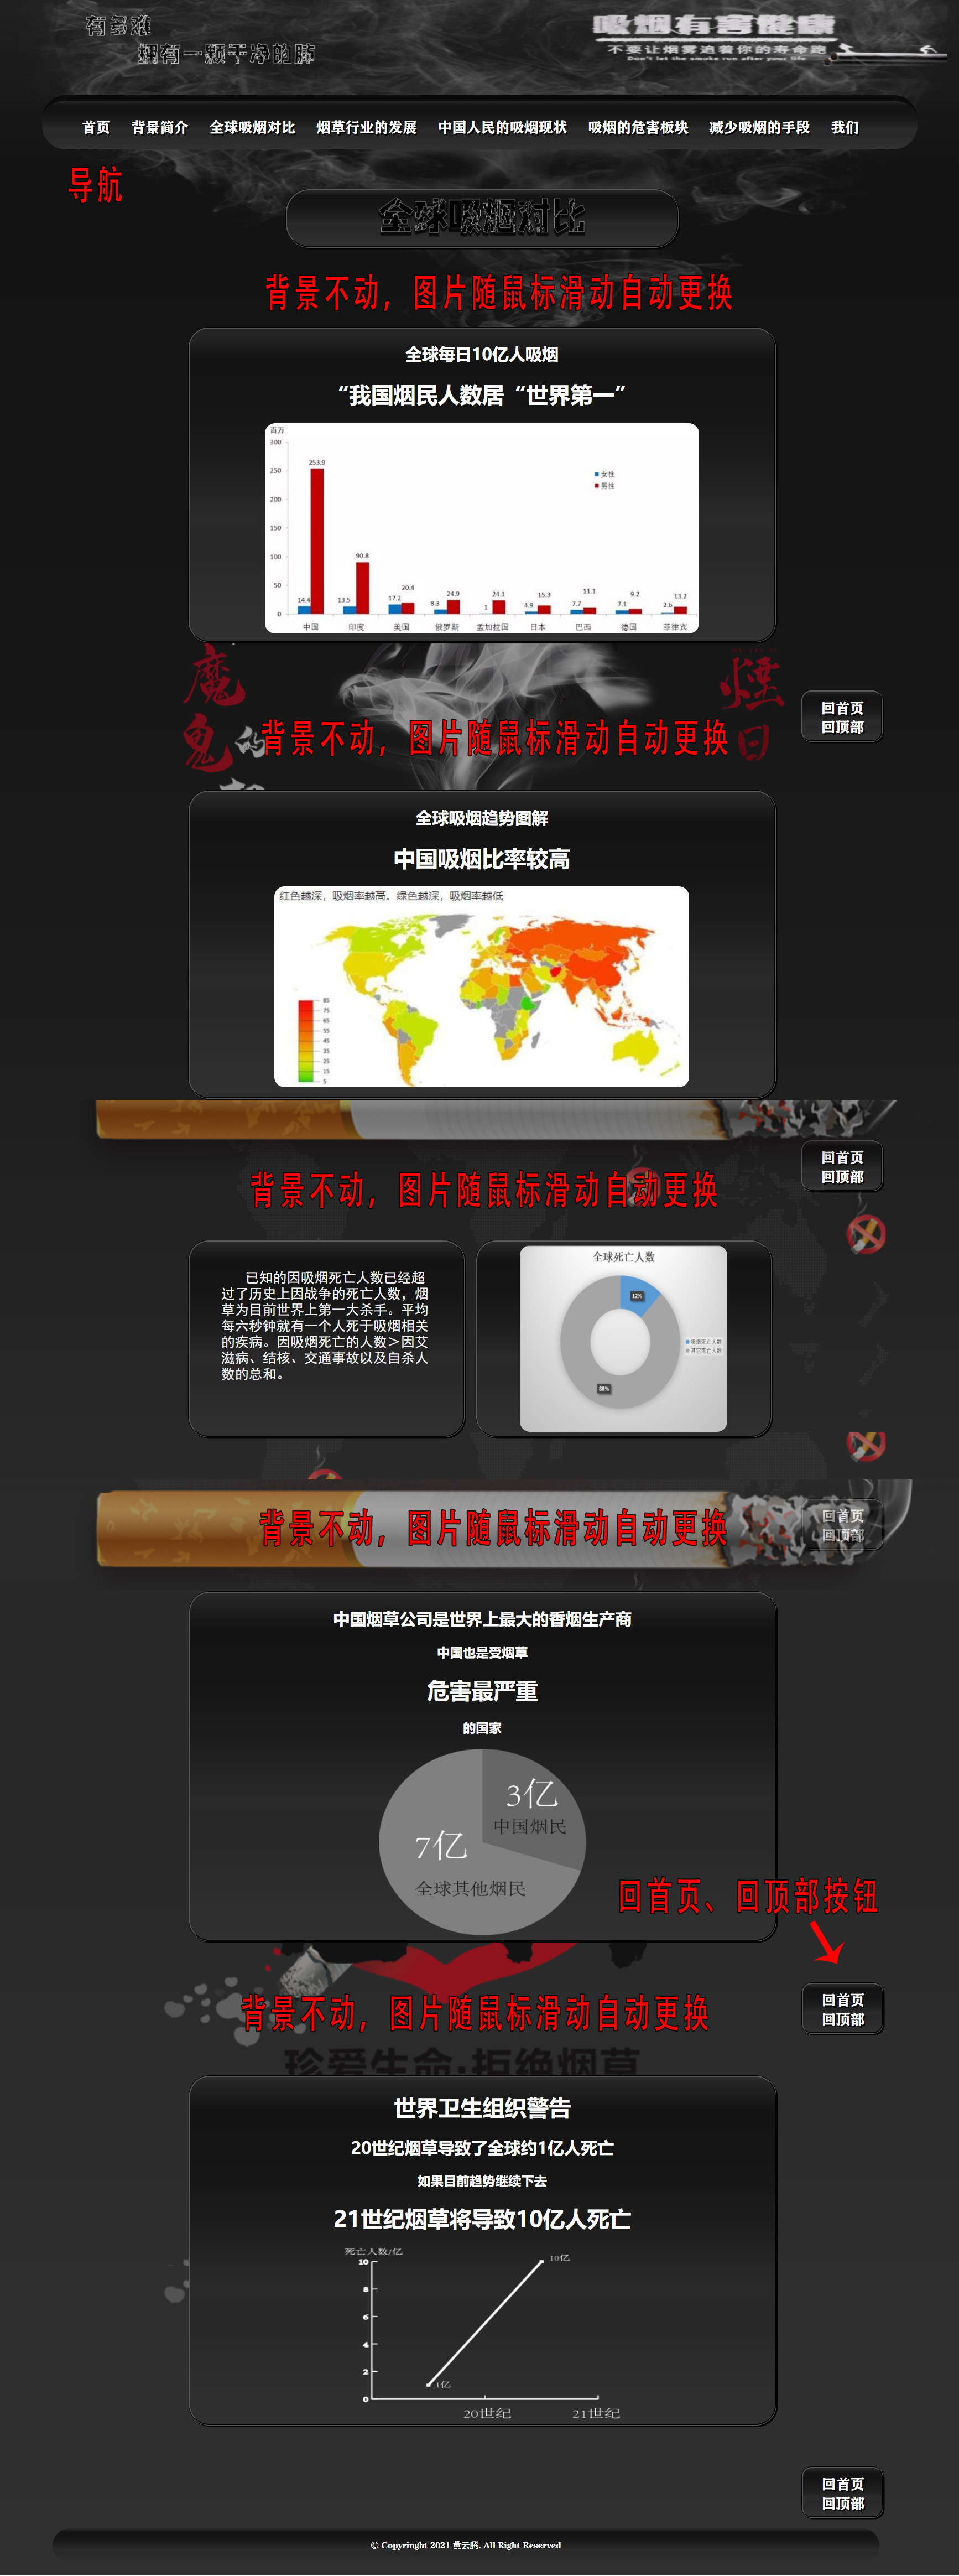 有多难
拥有一颗干净的肺
吸烟有害健康
不要让烟雾追着你的寿命跑
Don't let the smoke run after your life
首页 背景简介 全球吸烟对比 烟草行业的发展 中国人民的吸烟现状 吸烟的危害板块 减少吸烟的手段 我们
导航
全球吸烟对比
背景不动，图片随鼠标滑动自动更换
全球每日10亿人吸烟
“我国烟民人数居“世界第一”
百万
300
250
200
150
100
50
0
女性
男性
14.4 253.9 13.5 90.8 17.2 20.4 8.3 24.9 1 24.1 4.9 15.3 7.7 11.1 7.1 9.2 2.6 13.2
中国 印度 美国 俄罗斯 孟加拉国 日本 巴西 德国 菲律宾
魔鬼的
烟日
回首页
回顶部
背景不动，图片随鼠标滑动自动更换
全球吸烟趋势图解
中国吸烟比率较高
红色越深，吸烟率越高。绿色越深，吸烟率越低
85
75
65
55
45
35
25
15
5
回首页
回顶部
背景不动，图片随鼠标滑动自动更换
已知的因吸烟死亡人数已经超
过了历史上因战争的死亡人数，烟
草为目前世界上第一大杀手。平均
每六秒钟就有一个人死于吸烟相关
的疾病。因吸烟死亡的人数＞因艾
滋病、结核、交通事故以及自杀人
数的总和。
全球死亡人数
12%
88%
吸烟死亡人数
其它死亡人数
背景不动，图片随鼠标滑动自动更换
回首页
回顶部
中国烟草公司是世界上最大的香烟生产商
中国也是受烟草
危害最严重
的国家
3亿
中国烟民
7亿
全球其他烟民
回首页、回顶部按钮
回首页
回顶部
背景不动，图片随鼠标滑动自动更换
珍爱生命·拒绝烟草
世界卫生组织警告
20世纪烟草导致了全球约1亿人死亡
如果目前趋势继续下去
21世纪烟草将导致10亿人死亡
死亡人数/亿
10
8
6
4
2
0
10亿
1亿
20世纪 21世纪
回首页
回顶部
© Copyringht 2021 黄云鹤. All Right Reserved